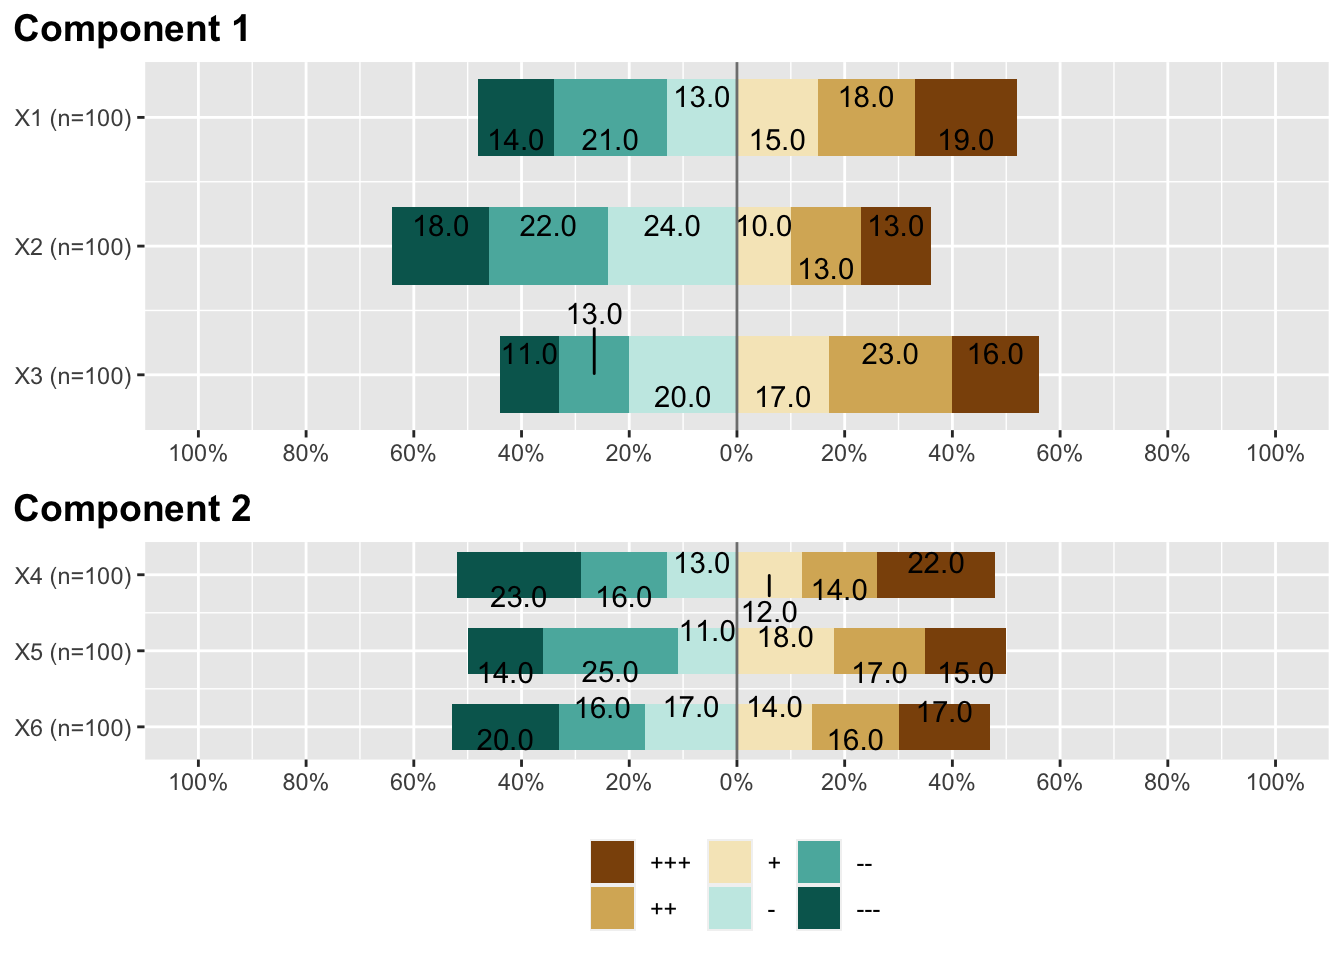 Component 1
X1 (n=100)
14.0 21.0 13.0 15.0 18.0 19.0
X2 (n=100)
18.0 22.0 24.0 10.0 13.0 13.0
X3 (n=100)
11.0 13.0 20.0 17.0 23.0 16.0
100% 80% 60% 40% 20% 0% 20% 40% 60% 80% 100%
Component 2
X4 (n=100)
23.0 16.0 13.0 12.0 14.0 22.0
X5 (n=100)
14.0 25.0 11.0 18.0 17.0 15.0
X6 (n=100)
20.0 16.0 17.0 14.0 16.0 17.0
100% 80% 60% 40% 20% 0% 20% 40% 60% 80% 100%
+++ + --
++ - ---